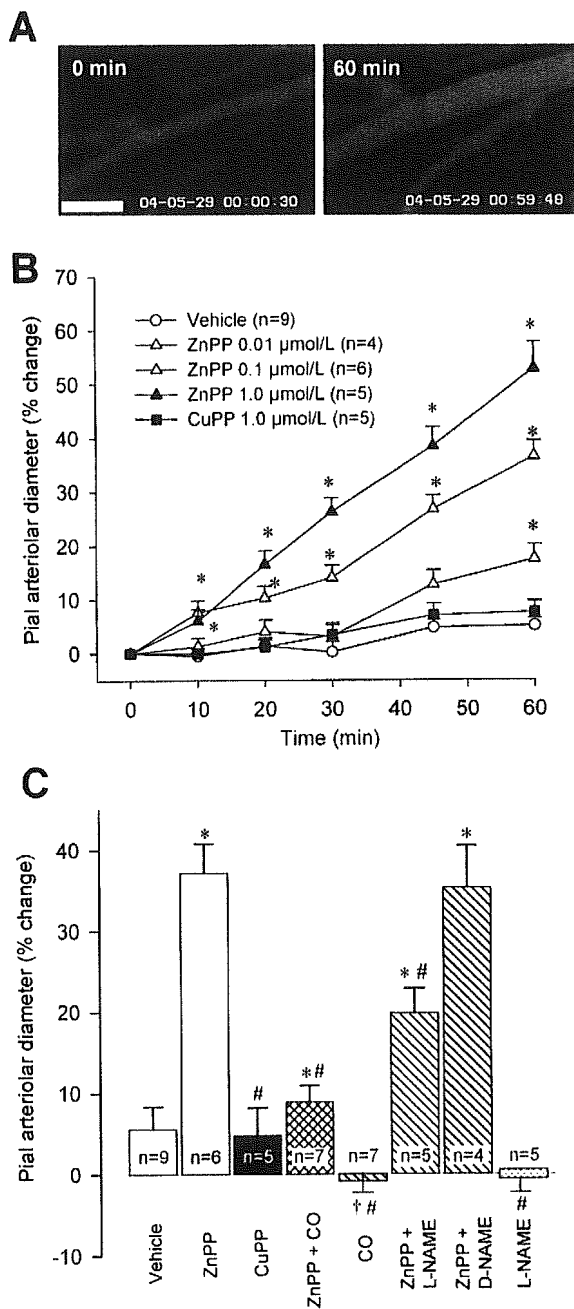 A
0 min
60 min
04-05-29 00:00:30
04-05-29 00:59:48
B
70
60
50
40
30
20
10
0
Pial arteriolar diameter (% change)
Vehicle (n=9)
ZnPP 0.01 µmol/L (n=4)
ZnPP 0.1 µmol/L (n=6)
ZnPP 1.0 µmol/L (n=5)
CuPP 1.0 µmol/L (n=5)
*
*
*
*
*
*
*
*
*
*
*
0 10 20 30 40 50 60
Time (min)
C
Pial arteriolar diameter (% change)
40
30
20
10
0
-10
*
#
*#
† #
* #
*
#
n=9
n=6
n=5
n=7
n=7
n=5
n=4
n=5
Vehicle
ZnPP
CuPP
ZnPP + CO
CO
ZnPP +
L-NAME
ZnPP +
D-NAME
L-NAME